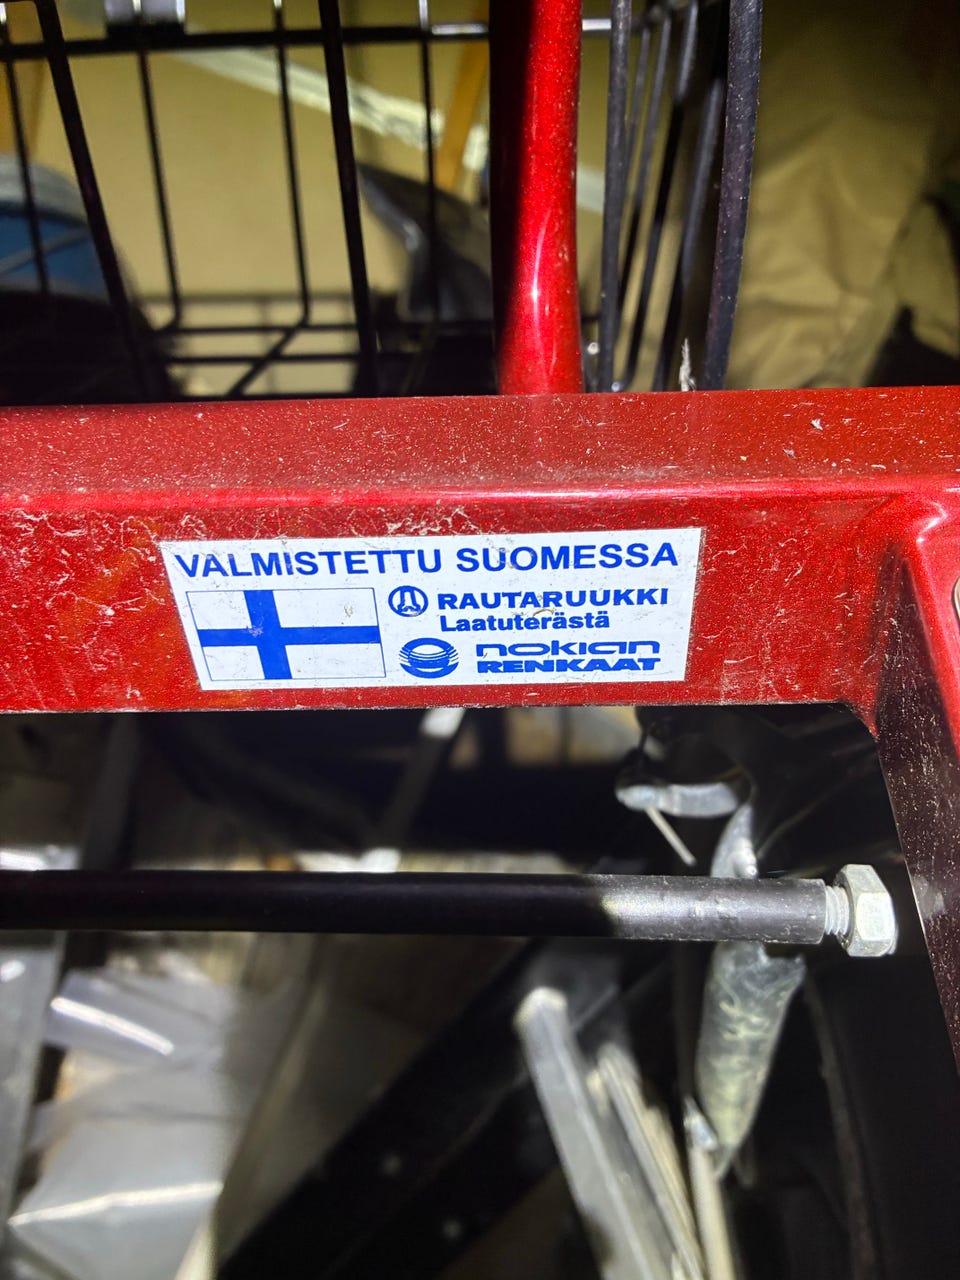 VALMISTETTU SUOMESSA
RAUTARUUKKI
Laatuterästä
nokian
RENKAAT